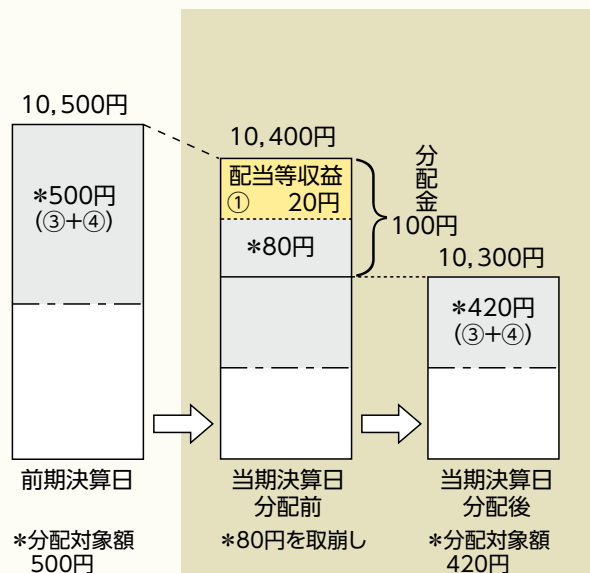 10,500円
*500円
(③+④)
前期決算日
*分配対象額
500円
10,400円
配当等収益
① 20円
*80円
分配金
100円
当期決算日
分配前
*80円を取崩し
10,300円
*420円
(③+④)
当期決算日
分配後
*分配対象額
420円